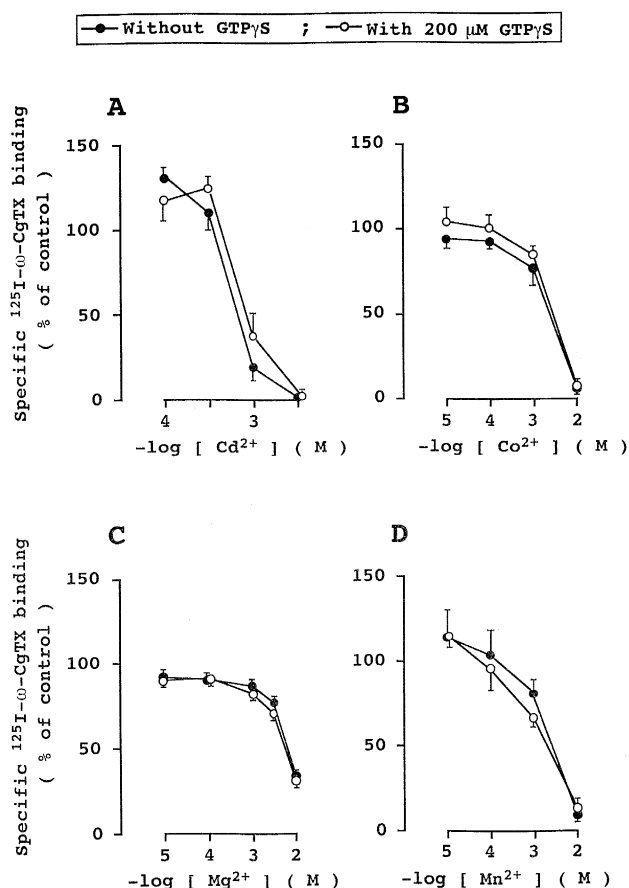 Without GTPγS ; With 200 μM GTPγS
A
B
Specific ¹²⁵I-ω-CgTX binding
( % of control )
150
100
50
0
4
3
-log [ Cd²⁺ ] ( M )
150
100
50
0
5
4
3
2
-log [ Co²⁺ ] ( M )
C
D
Specific ¹²⁵I-ω-CgTX binding
( % of control )
150
100
50
0
5
4
3
2
-log [ Mg²⁺ ] ( M )
150
100
50
0
5
4
3
2
-log [ Mn²⁺ ] ( M )